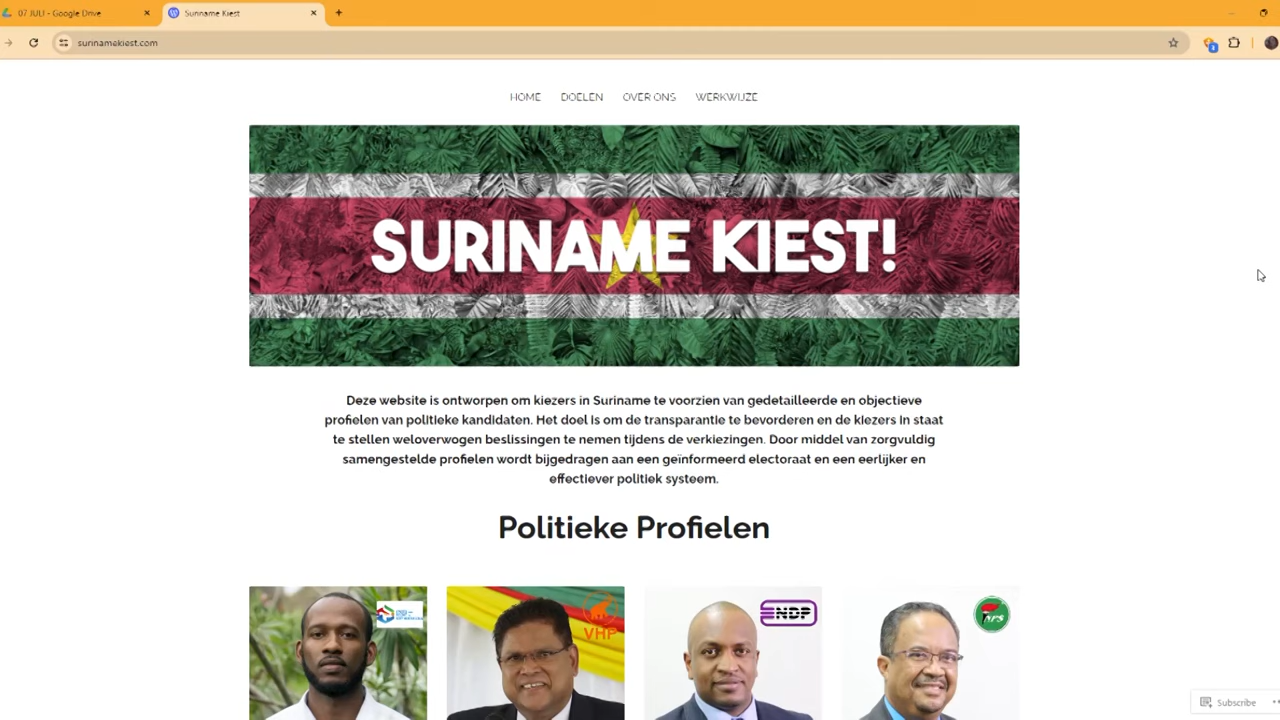 07 JULI - Google Drive
Suriname Kiest
surinamekiest.com
HOME DOELEN OVER ONS WERKWIJZE
SURINAME KIEST!
Deze website is ontworpen om kiezers in Suriname te voorzien van gedetailleerde en objectieve
profielen van politieke kandidaten. Het doel is om de transparantie te bevorderen en de kiezers in staat
te stellen weloverwogen beslissingen te nemen tijdens de verkiezingen. Door middel van zorgvuldig
samengestelde profielen wordt bijgedragen aan een geïnformeerd electoraat en een eerlijker en
effectiever politiek systeem.
Politieke Profielen
VHP
NDP
NPS
Subscribe